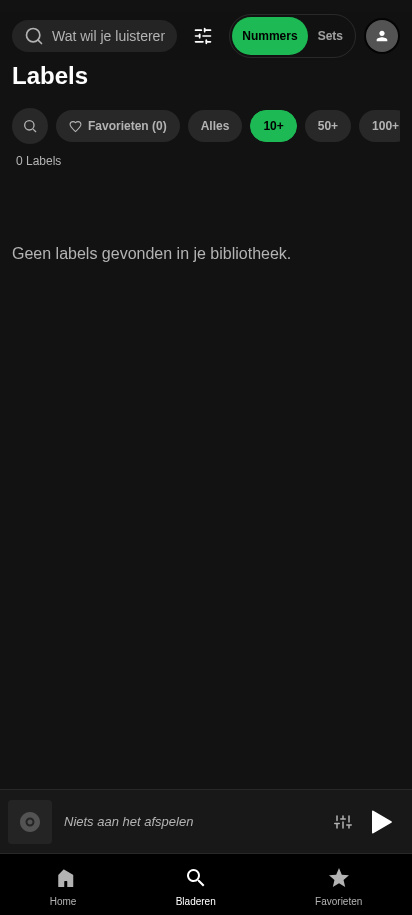 Wat wil je luisterer
Nummers
Sets
Labels
Favorieten (0)
Alles
10+
50+
100+
0 Labels
Geen labels gevonden in je bibliotheek.
Niets aan het afspelen
Home
Bladeren
Favorieten